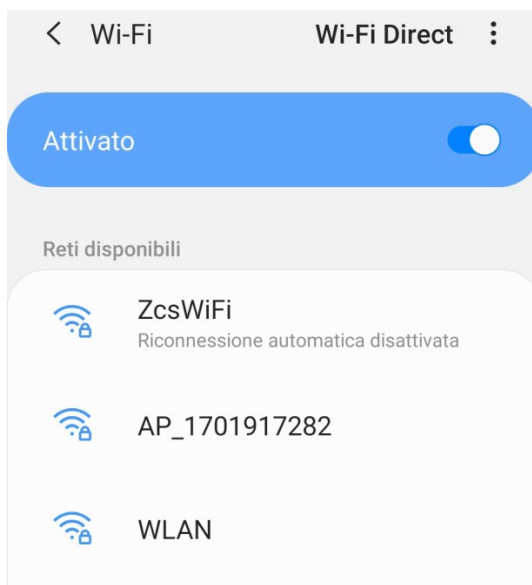 Wi-Fi Wi-Fi Direct
Attivato
Reti disponibili
ZcsWiFi
Riconnessione automatica disattivata
AP_1701917282
WLAN